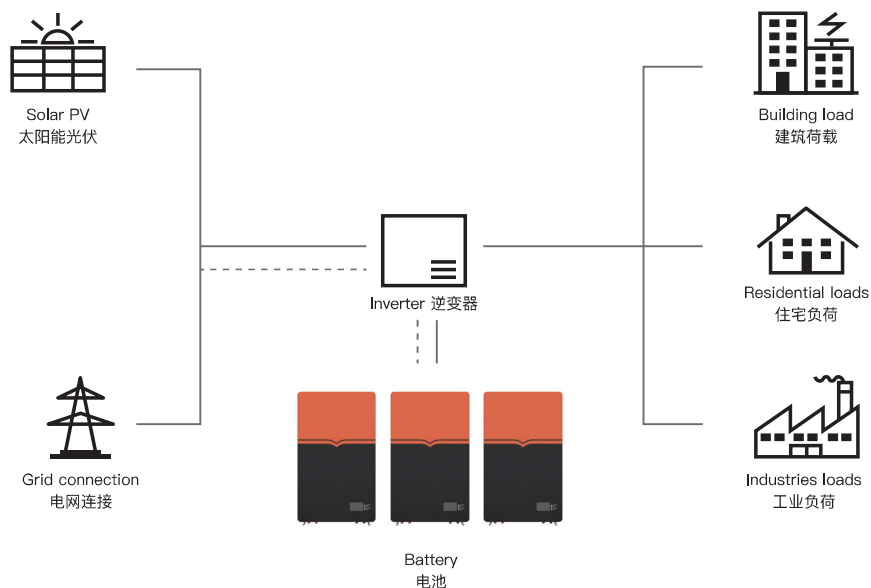 Solar PV
太阳能光伏
Building load
建筑荷载
Inverter 逆变器
Residential loads
住宅负荷
Grid connection
电网连接
Industries loads
工业负荷
Battery
电池